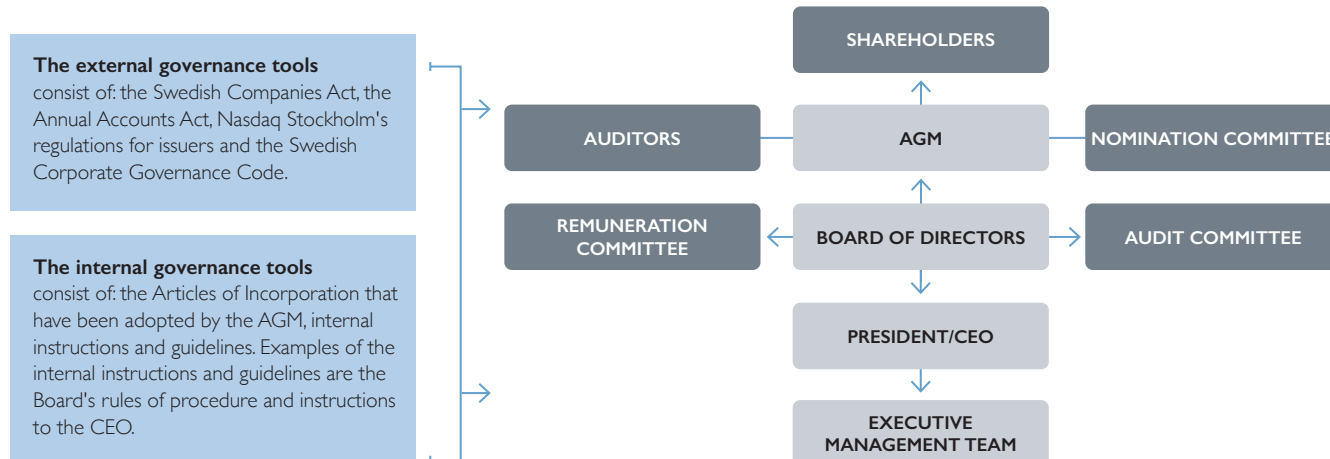 The external governance tools
consist of: the Swedish Companies Act, the
Annual Accounts Act, Nasdaq Stockholm's
regulations for issuers and the Swedish
Corporate Governance Code.
The internal governance tools
consist of: the Articles of Incorporation that
have been adopted by the AGM, internal
instructions and guidelines. Examples of the
internal instructions and guidelines are the
Board's rules of procedure and instructions
to the CEO.
SHAREHOLDERS
AUDITORS
AGM
NOMINATION COMMITTEE
REMUNERATION
COMMITTEE
BOARD OF DIRECTORS
AUDIT COMMITTEE
PRESIDENT/CEO
EXECUTIVE
MANAGEMENT TEAM